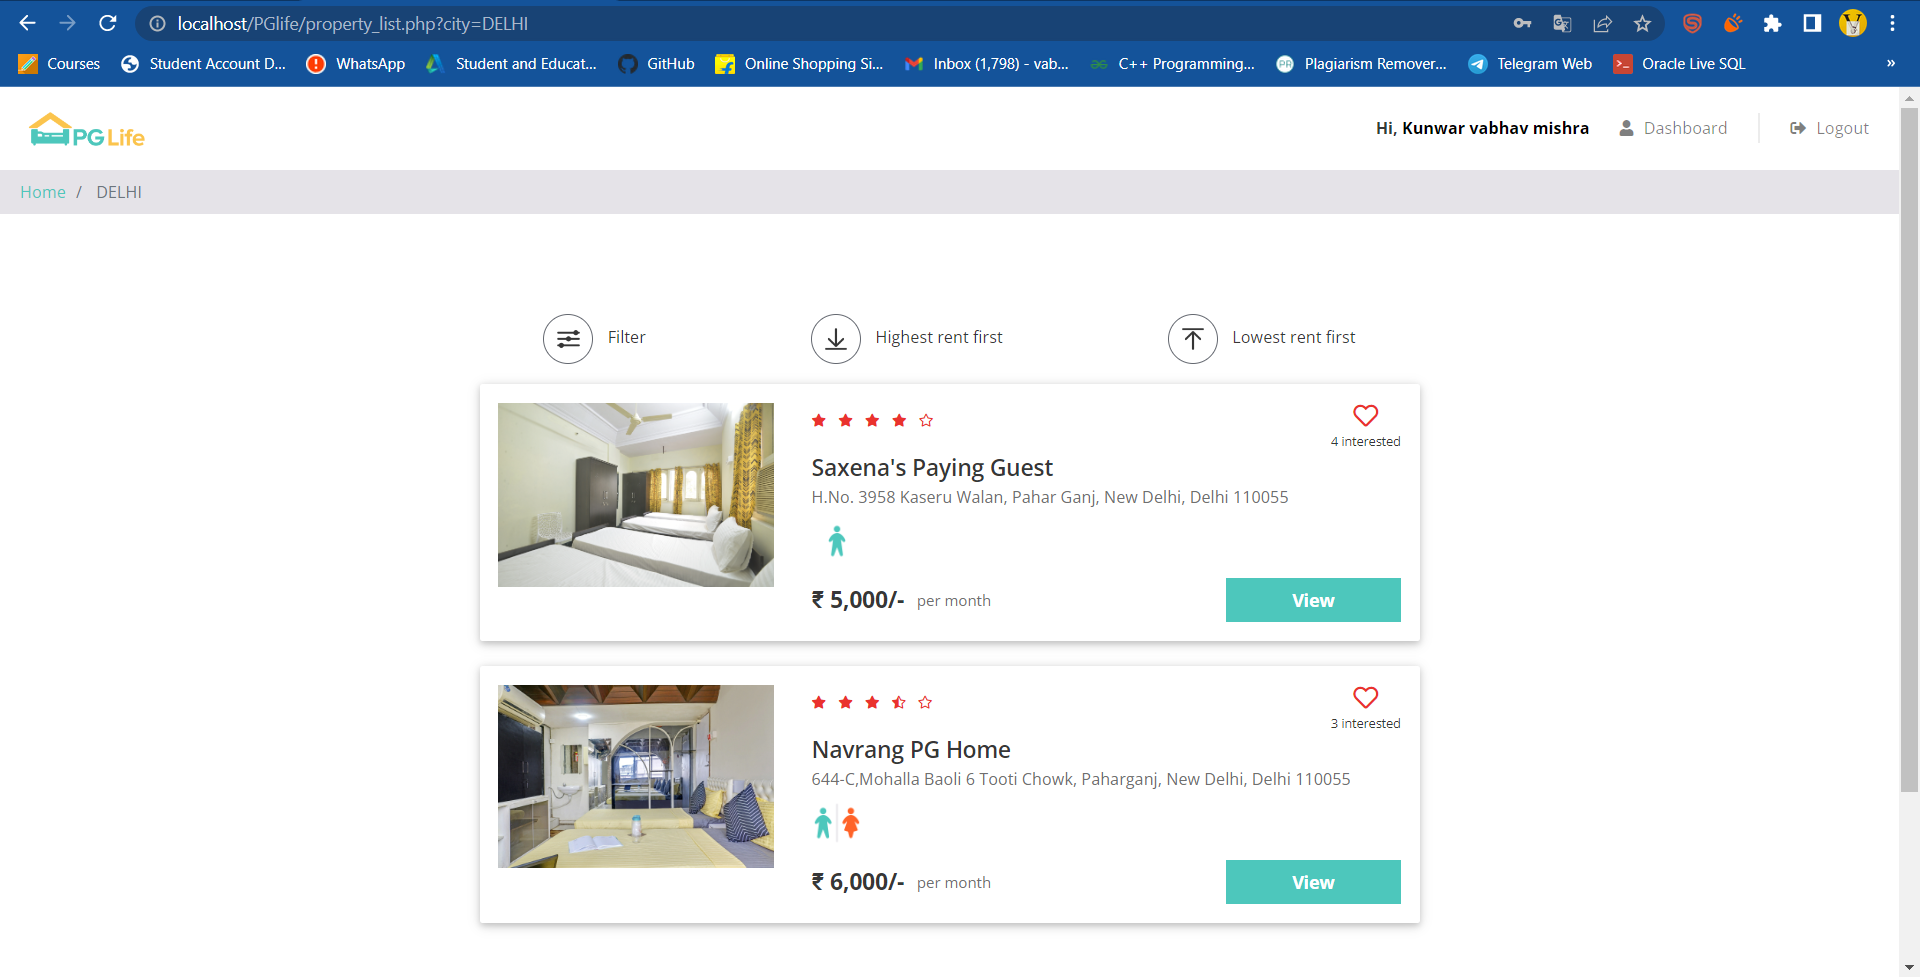 localhost/PGlife/property_list.php?city=DELHI
Courses Student Account D... WhatsApp Student and Educat... GitHub Online Shopping Si... Inbox (1,798) - vab... C++ Programming,... Plagiarism Remover... Telegram Web Oracle Live SQL »
PG Life
Hi, Kunwar vabhav mishra Dashboard Logout
Home / DELHI
Filter Highest rent first Lowest rent first
4 interested
Saxena's Paying Guest
H.No. 3958 Kaseru Walan, Pahar Ganj, New Delhi, Delhi 110055
₹ 5,000/- per month View
3 interested
Navrang PG Home
644-C,Mohalla Baoli 6 Tooti Chowk, Paharganj, New Delhi, Delhi 110055
₹ 6,000/- per month View